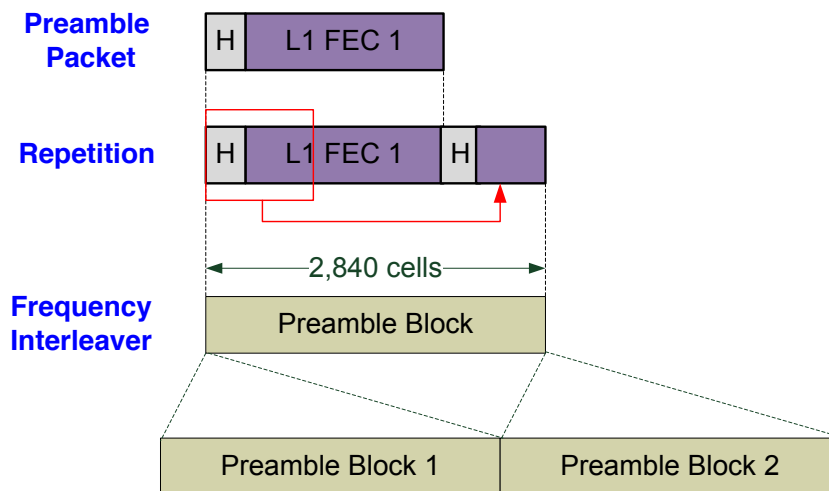 Preamble
Packet
H
L1 FEC 1
Repetition
H
L1 FEC 1
H
2,840 cells
Frequency
Interleaver
Preamble Block
Preamble Block 1
Preamble Block 2